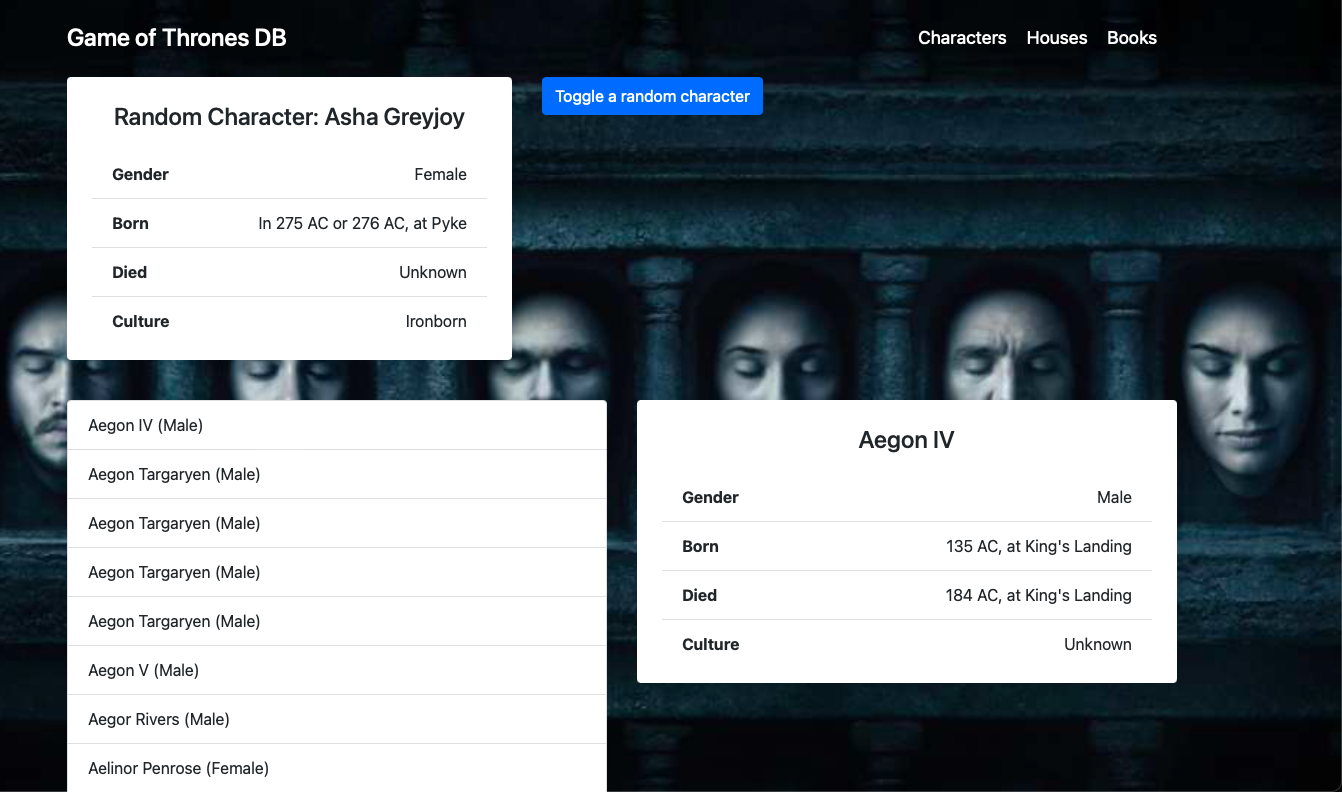 Game of Thrones DB
Characters Houses Books
Random Character: Asha Greyjoy
Toggle a random character
Gender Female
Born In 275 AC or 276 AC, at Pyke
Died Unknown
Culture Ironborn
Aegon IV (Male)
Aegon Targaryen (Male)
Aegon Targaryen (Male)
Aegon Targaryen (Male)
Aegon Targaryen (Male)
Aegon V (Male)
Aegor Rivers (Male)
Aelinor Penrose (Female)
Aegon IV
Gender Male
Born 135 AC, at King's Landing
Died 184 AC, at King's Landing
Culture Unknown